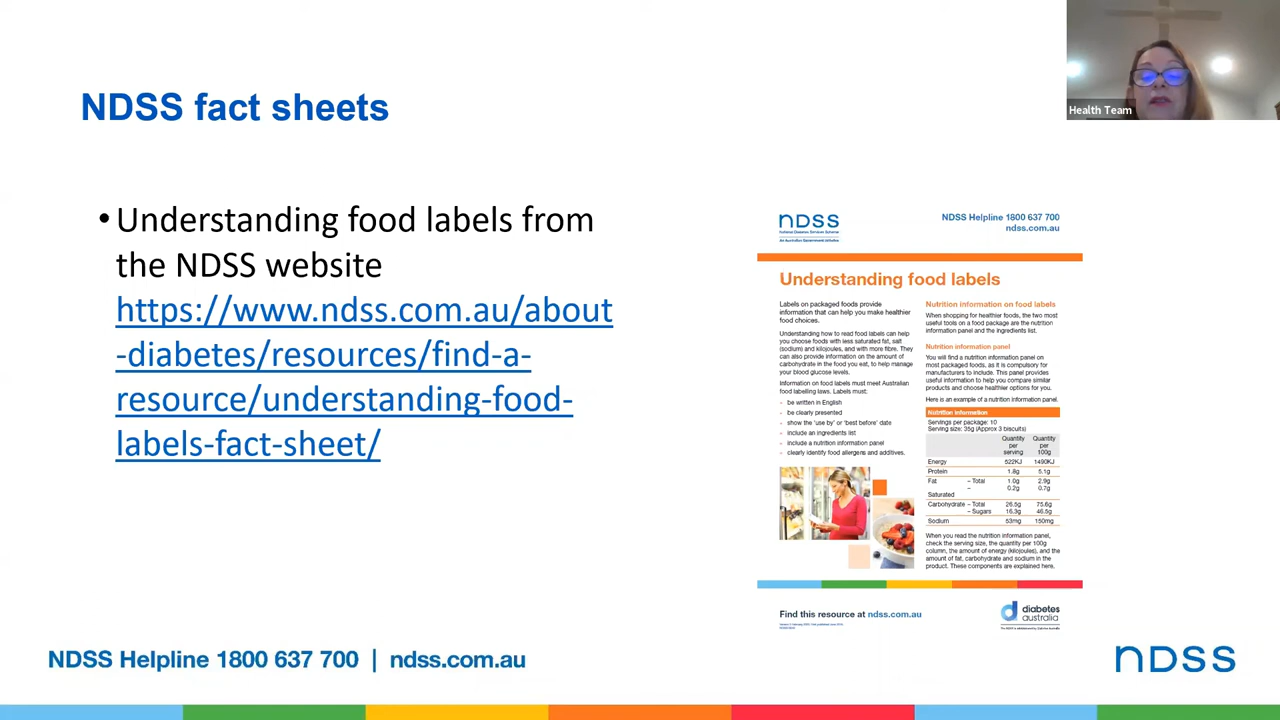 Health Team
NDSS fact sheets
•Understanding food labels from
the NDSS website
https://www.ndss.com.au/about
-diabetes/resources/find-a-
resource/understanding-food-
labels-fact-sheet/
ndss
National Diabetes Services Scheme
An Australian Government Initiative
NDSS Helpline 1800 637 700
ndss.com.au
Understanding food labels
Labels on packaged foods provide
information that can help you make healthier
food choices.
Understanding how to read food labels can help
you choose foods with less saturated fat, salt
(sodium) and kilojoules, and with more fibre. They
can also provide information on the amount of
carbohydrate in the food you eat, to help manage
your blood glucose levels.
Information on food labels must meet Australian
food labelling laws. Labels must:
be written in English
be clearly presented
show the ‘use by’ or ‘best before’ date
include an ingredients list
include a nutrition information panel
clearly identify food allergens and additives.
Nutrition information on food labels
When shopping for healthier foods, the two most
useful tools on a food package are the nutrition
information panel and the ingredients list.
Nutrition information panel
You will find a nutrition information panel on
most packaged foods, as it is compulsory for
manufacturers to include. This panel provides
useful information to help you compare similar
products and choose healthier options for you.
Here is an example of a nutrition information panel.
Nutrition information
Servings per package: 10
Serving size: 35g (Approx 3 biscuits)
Quantity per serving Quantity per 100g
Energy 522KJ 1490KJ
Protein 1.8g 5.1g
Fat – Total 1.0g 2.9g
– 0.2g 0.7g
Saturated
Carbohydrate – Total 26.5g 75.6g
– Sugars 16.3g 46.5g
Sodium 53mg 150mg
When you read the nutrition information panel,
check the serving size, the quantity per 100g
column, the amount of energy (kilojoules), and the
amount of fat, carbohydrate and sodium in the
product. These components are explained here.
Find this resource at ndss.com.au
diabetes
australia
NDSS Helpline 1800 637 700 | ndss.com.au
ndss